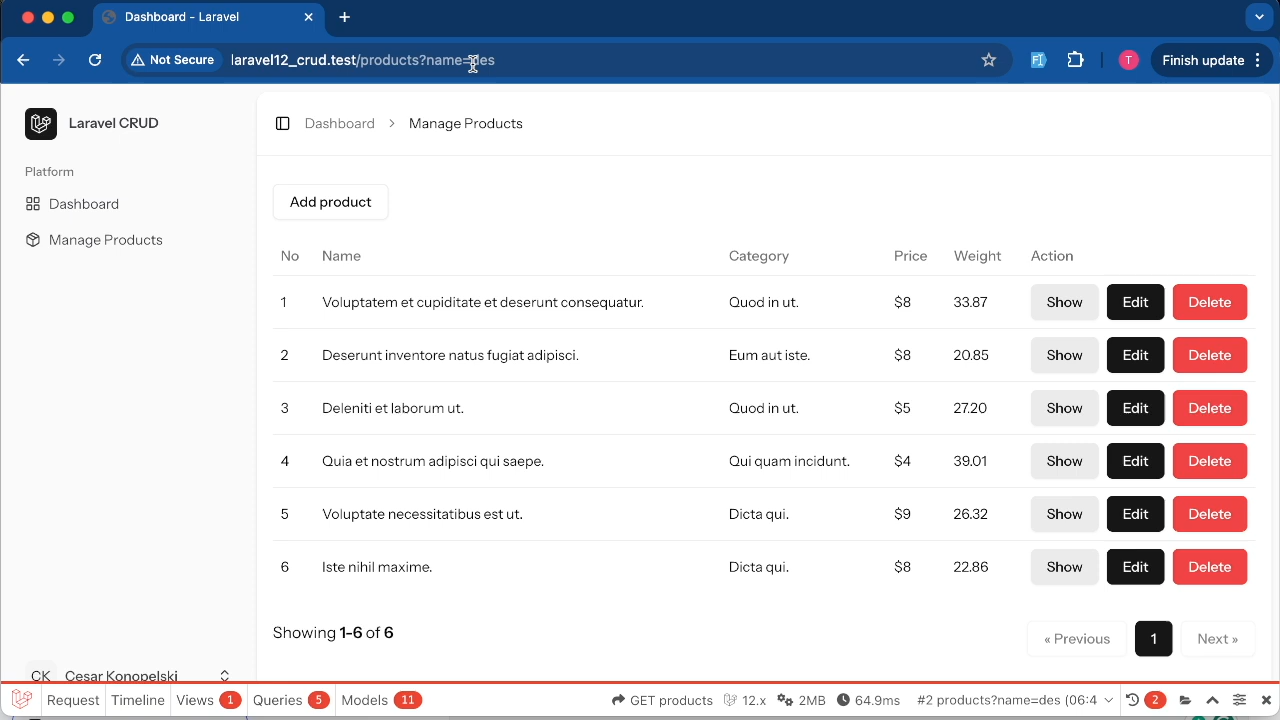 Dashboard - Laravel
Not Secure laravel12_crud.test/products?name=des T Finish update
Laravel CRUD
Dashboard > Manage Products
Platform
Dashboard
Manage Products
Add product
No Name Category Price Weight Action
1 Voluptatem et cupiditate et deserunt consequatur. Quod in ut. $8 33.87 Show Edit Delete
2 Deserunt inventore natus fugiat adipisci. Eum aut iste. $8 20.85 Show Edit Delete
3 Deleniti et laborum ut. Quod in ut. $5 27.20 Show Edit Delete
4 Quia et nostrum adipisci qui saepe. Qui quam incidunt. $4 39.01 Show Edit Delete
5 Voluptate necessitatibus est ut. Dicta qui. $9 26.32 Show Edit Delete
6 Iste nihil maxime. Dicta qui. $8 22.86 Show Edit Delete
Showing 1-6 of 6
« Previous 1 Next »
CK Cesar Konopelski
Request Timeline Views 1 Queries 5 Models 11 GET products 12.x 2MB 64.9ms #2 products?name=des (06:4 2